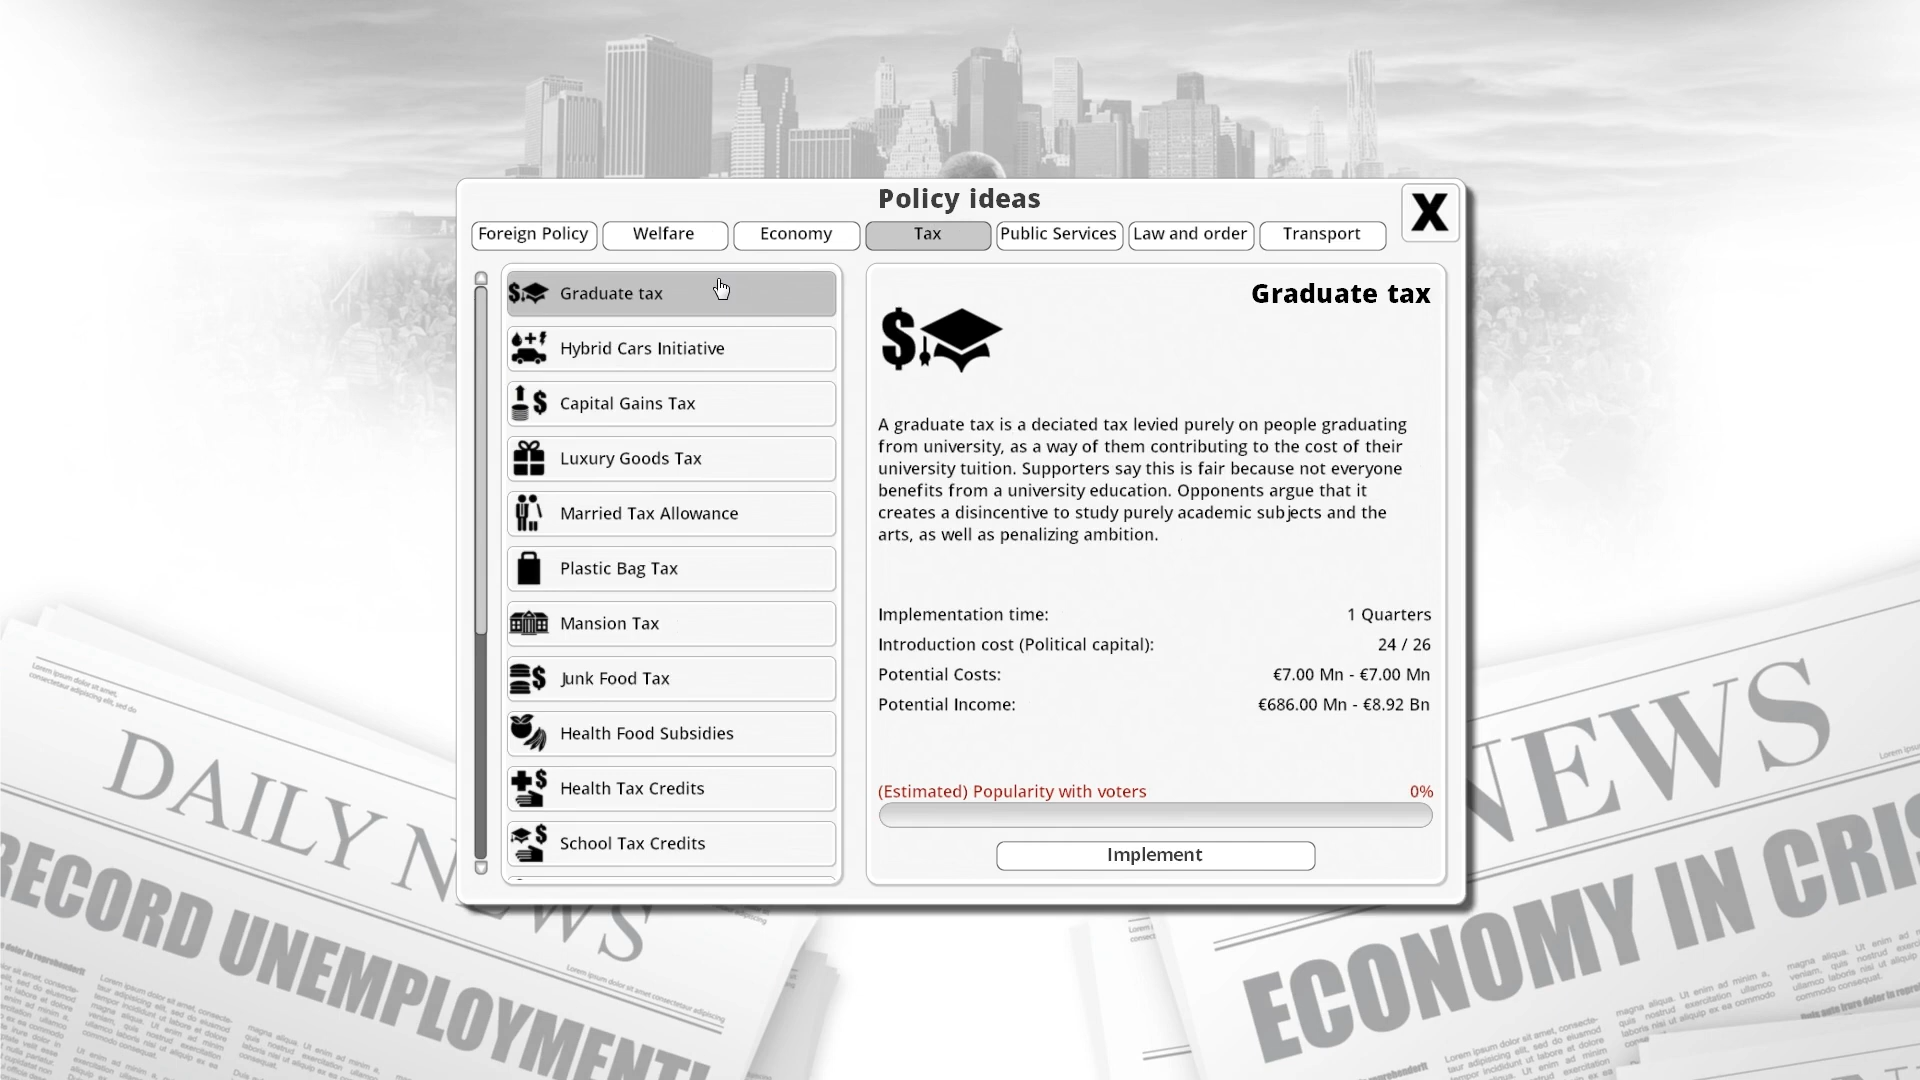 Policy ideas
X
Foreign Policy
Welfare
Economy
Tax
Public Services
Law and order
Transport
Graduate tax
Hybrid Cars Initiative
Capital Gains Tax
Luxury Goods Tax
Married Tax Allowance
Plastic Bag Tax
Mansion Tax
Junk Food Tax
Health Food Subsidies
Health Tax Credits
School Tax Credits
Graduate tax
A graduate tax is a deciated tax levied purely on people graduating
from university, as a way of them contributing to the cost of their
university tuition. Supporters say this is fair because not everyone
benefits from a university education. Opponents argue that it
creates a disincentive to study purely academic subjects and the
arts, as well as penalizing ambition.
Implementation time: 1 Quarters
Introduction cost (Political capital): 24 / 26
Potential Costs: €7.00 Mn - €7.00 Mn
Potential Income: €686.00 Mn - €8.92 Bn
(Estimated) Popularity with voters 0%
Implement
DAILY NEWS
RECORD UNEMPLOYMENT!
NEWS
ECONOMY IN CRIS